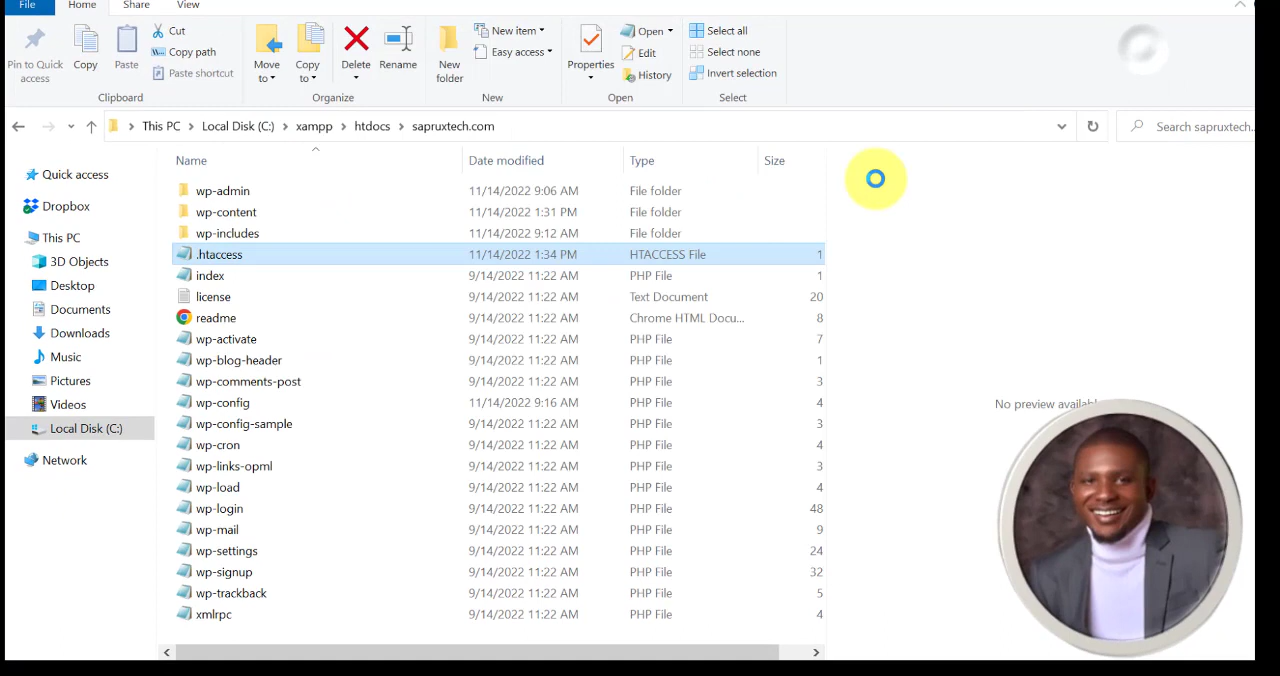 File Home Share View
Pin to Quick access
Copy
Paste
Cut
Copy path
Paste shortcut
Clipboard
Move to
Copy to
Delete
Rename
Organize
New folder
New item
Easy access
New
Properties
Open
Edit
History
Open
Select all
Select none
Invert selection
Select
This PC > Local Disk (C:) > xampp > htdocs > sapruxtech.com
Search sapruxtech...
Quick access
Dropbox
This PC
3D Objects
Desktop
Documents
Downloads
Music
Pictures
Videos
Local Disk (C:)
Network
Name Date modified Type Size
wp-admin 11/14/2022 9:06 AM File folder
wp-content 11/14/2022 1:31 PM File folder
wp-includes 11/14/2022 9:12 AM File folder
.htaccess 11/14/2022 1:34 PM HTACCESS File 1
index 9/14/2022 11:22 AM PHP File 1
license 9/14/2022 11:22 AM Text Document 20
readme 9/14/2022 11:22 AM Chrome HTML Docu... 8
wp-activate 9/14/2022 11:22 AM PHP File 7
wp-blog-header 9/14/2022 11:22 AM PHP File 1
wp-comments-post 9/14/2022 11:22 AM PHP File 3
wp-config 11/14/2022 9:16 AM PHP File 4
wp-config-sample 9/14/2022 11:22 AM PHP File 3
wp-cron 9/14/2022 11:22 AM PHP File 4
wp-links-opml 9/14/2022 11:22 AM PHP File 3
wp-load 9/14/2022 11:22 AM PHP File 4
wp-login 9/14/2022 11:22 AM PHP File 48
wp-mail 9/14/2022 11:22 AM PHP File 9
wp-settings 9/14/2022 11:22 AM PHP File 24
wp-signup 9/14/2022 11:22 AM PHP File 32
wp-trackback 9/14/2022 11:22 AM PHP File 5
xmlrpc 9/14/2022 11:22 AM PHP File 4
No preview